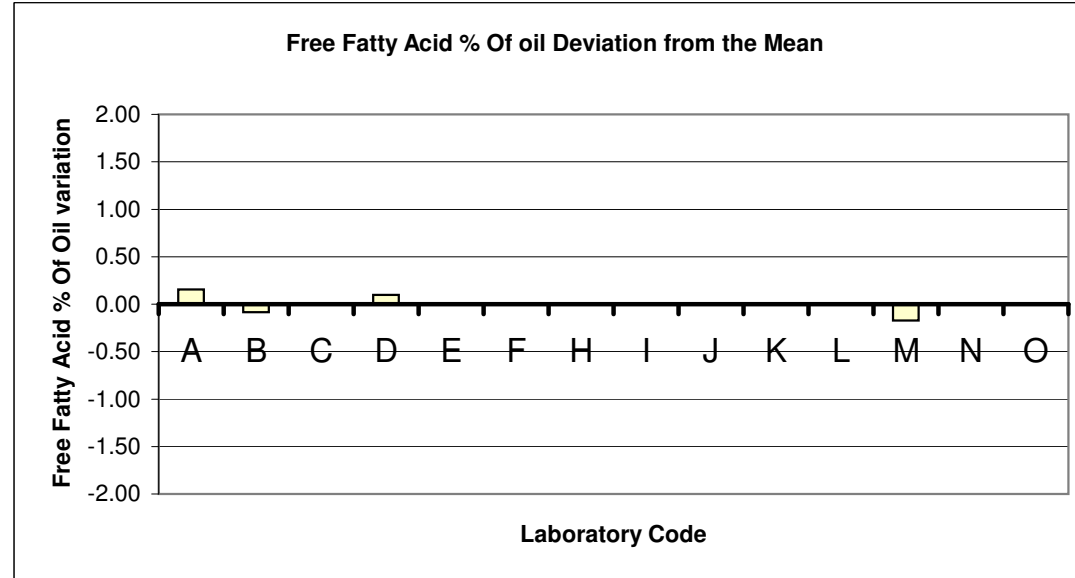 Free Fatty Acid % Of oil Deviation from the Mean
Free Fatty Acid % Of Oil variation
2.00
1.50
1.00
0.50
0.00
-0.50
-1.00
-1.50
-2.00
A B C D E F H I J K L M N O
Laboratory Code